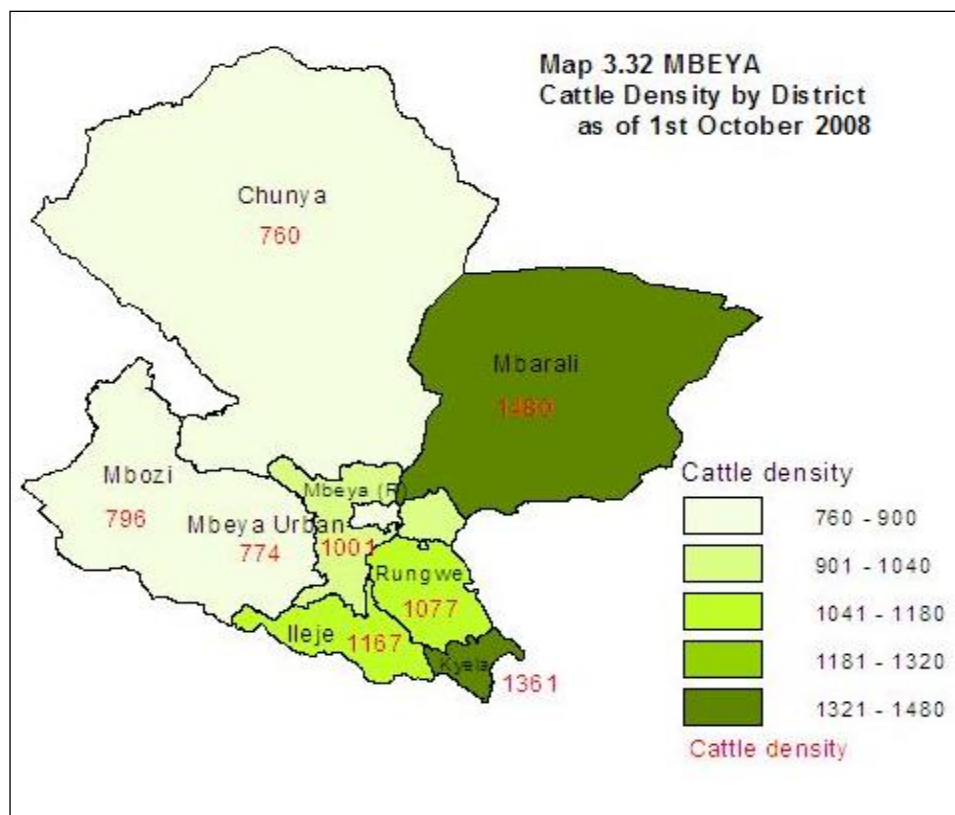 Map 3.32 MBEYA
Cattle Density by District
as of 1st October 2008
Chunya
760
Mbarali
1480
Mbozi
796
Mbeya (R)
Mbeya Urban
774
1001
Rungwe
1077
Ileje
1167
Kyela
1361
Cattle density
760 - 900
901 - 1040
1041 - 1180
1181 - 1320
1321 - 1480
Cattle density